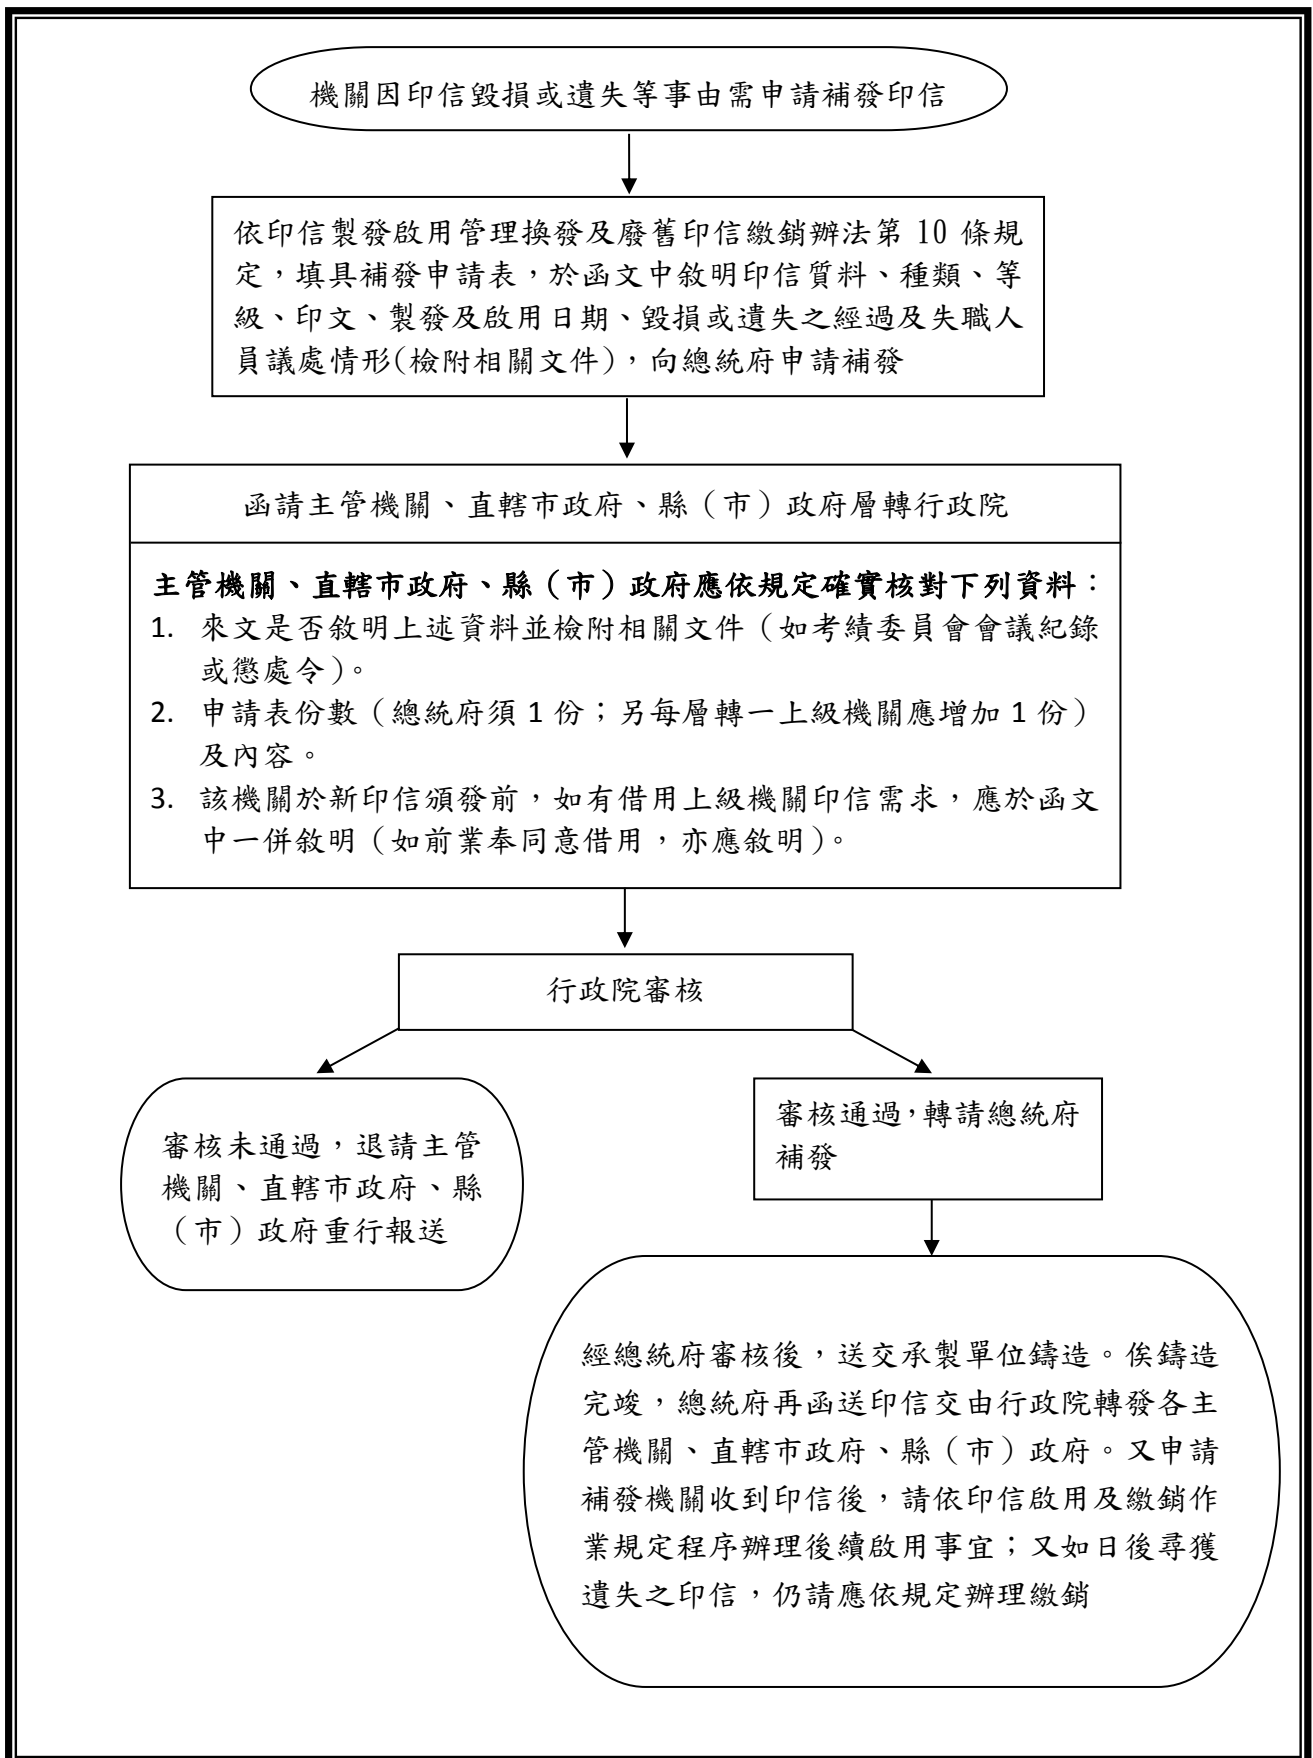 機關因印信毀損或遺失等事由需申請補發印信
依印信製發啟用管理換發及廢舊印信繳銷辦法第 10 條規
定，填具補發申請表，於函文中敘明印信質料、種類、等
級、印文、製發及啟用日期、毀損或遺失之經過及失職人
員議處情形(檢附相關文件)，向總統府申請補發
函請主管機關、直轄市政府、縣（市）政府層轉行政院
主管機關、直轄市政府、縣（市）政府應依規定確實核對下列資料：
1. 來文是否敘明上述資料並檢附相關文件（如考績委員會會議紀錄
或懲處令）。
2. 申請表份數（總統府須 1 份；另每層轉一上級機關應增加 1 份）
及內容。
3. 該機關於新印信頒發前，如有借用上級機關印信需求，應於函文
中一併敘明（如前業奉同意借用，亦應敘明）。
行政院審核
審核未通過，退請主管
機關、直轄市政府、縣
（市）政府重行報送
審核通過，轉請總統府
補發
經總統府審核後，送交承製單位鑄造。俟鑄造
完竣，總統府再函送印信交由行政院轉發各主
管機關、直轄市政府、縣（市）政府。又申請
補發機關收到印信後，請依印信啟用及繳銷作
業規定程序辦理後續啟用事宜；又如日後尋獲
遺失之印信，仍請應依規定辦理繳銷